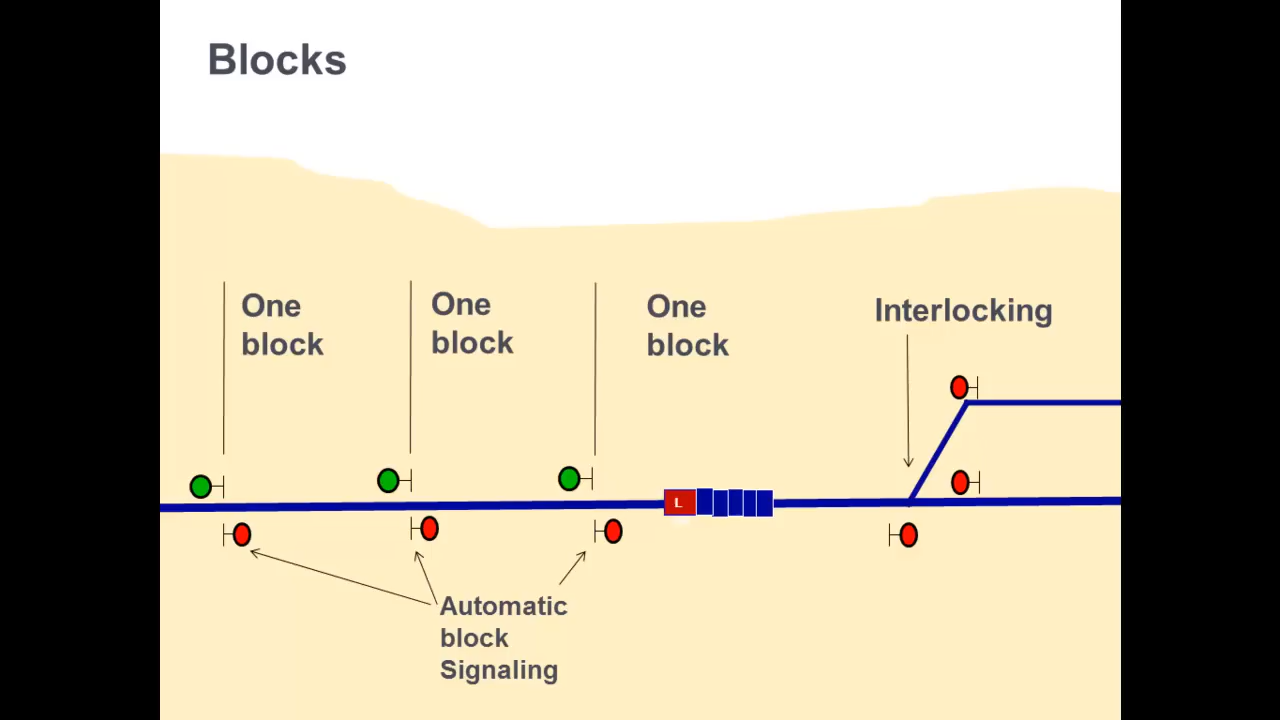 Blocks
One
block
One
block
One
block
Interlocking
L
Automatic
block
Signaling